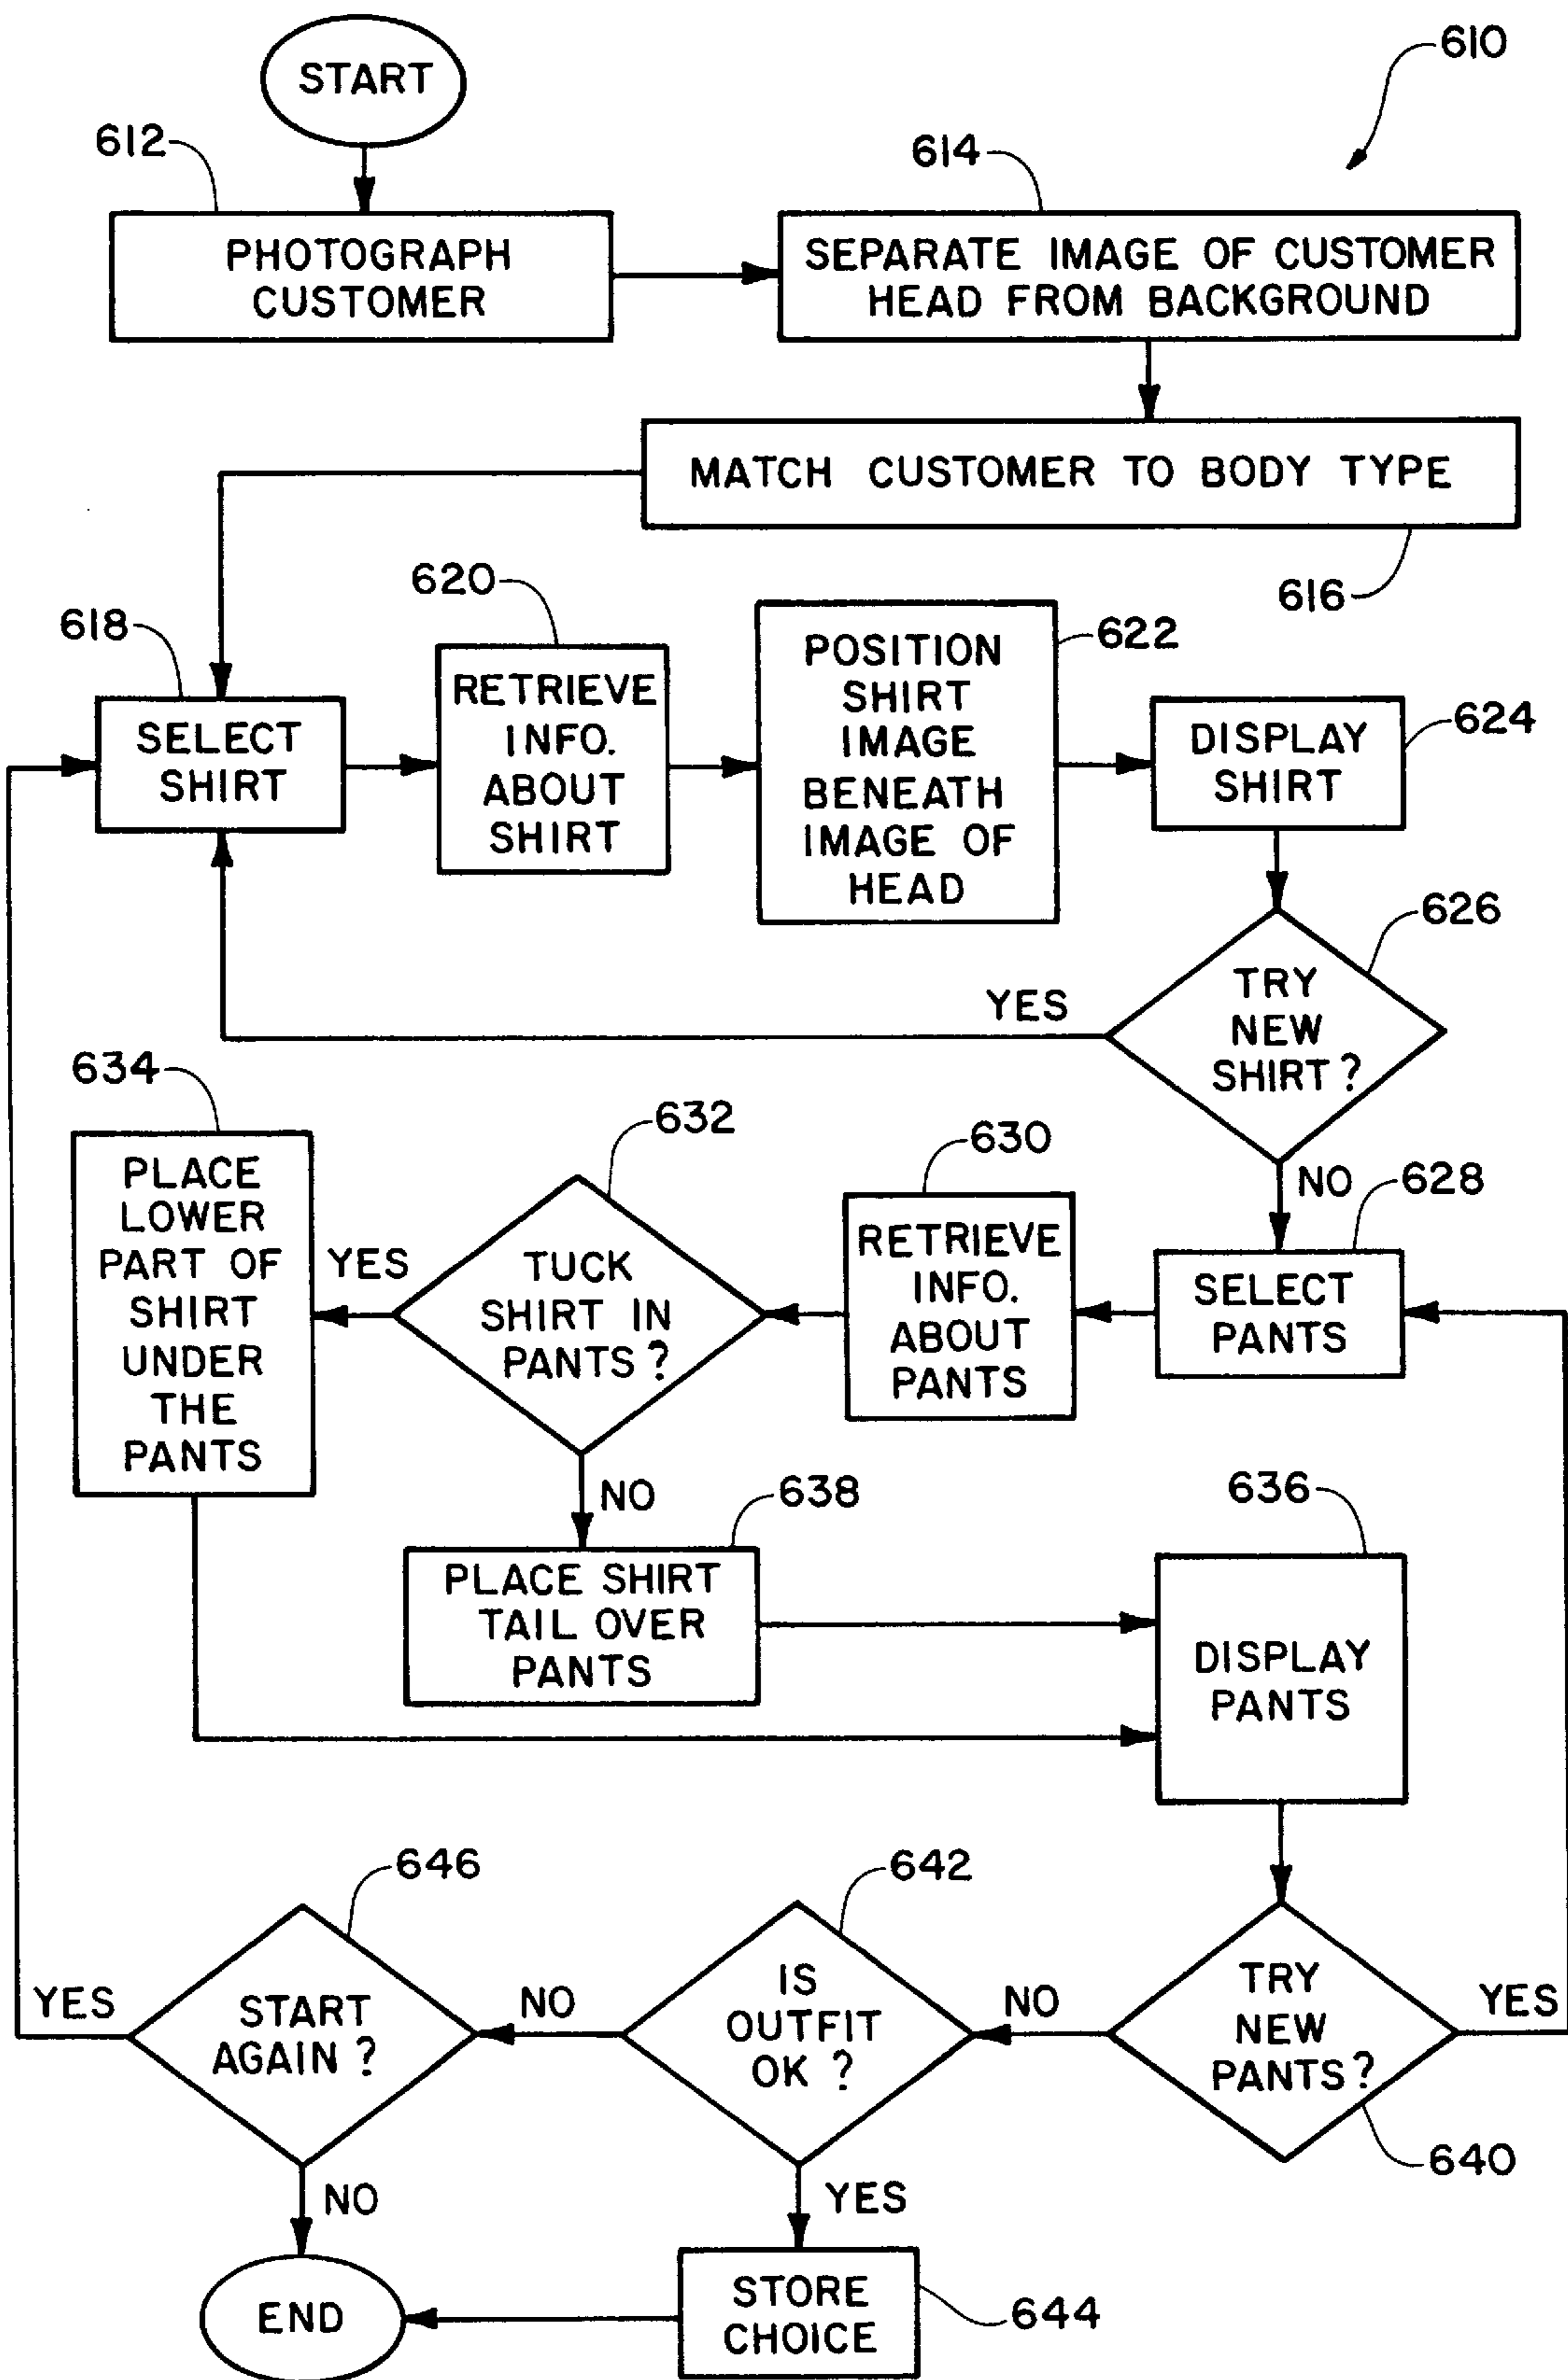 START
610
612
614
PHOTOGRAPH
CUSTOMER
SEPARATE IMAGE OF CUSTOMER
HEAD FROM BACKGROUND
MATCH CUSTOMER TO BODY TYPE
616
618
620
622
624
SELECT
SHIRT
RETRIEVE
INFO.
ABOUT
SHIRT
POSITION
SHIRT
IMAGE
BENEATH
IMAGE OF
HEAD
DISPLAY
SHIRT
626
TRY
NEW
SHIRT?
YES
NO
628
SELECT
PANTS
630
RETRIEVE
INFO.
ABOUT
PANTS
632
TUCK
SHIRT IN
PANTS?
YES
634
PLACE
LOWER
PART OF
SHIRT
UNDER
THE
PANTS
NO
638
PLACE SHIRT
TAIL OVER
PANTS
636
DISPLAY
PANTS
640
TRY
NEW
PANTS?
YES
NO
642
IS
OUTFIT
OK?
NO
646
START
AGAIN?
YES
NO
YES
644
STORE
CHOICE
END